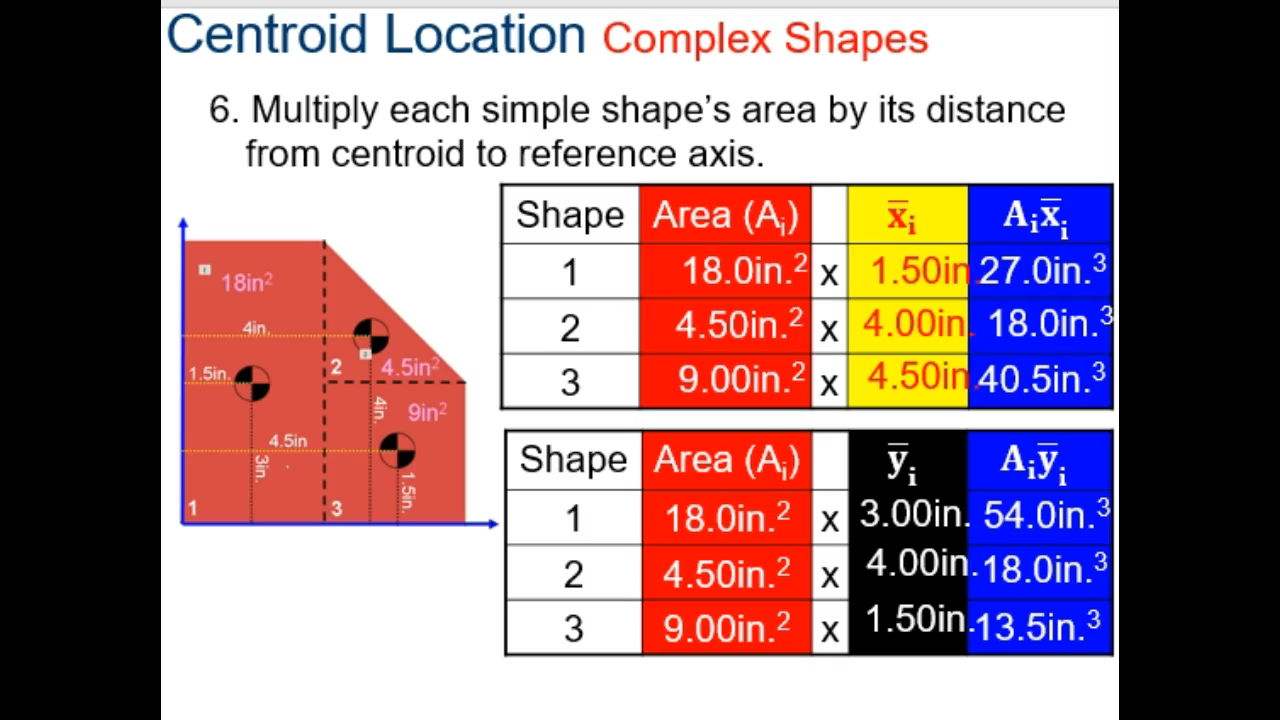 Centroid Location Complex Shapes
6. Multiply each simple shape's area by its distance
from centroid to reference axis.
Shape Area (Aᵢ) x̅ᵢ Aᵢx̅ᵢ
1 18.0in.² x 1.50in 27.0in.³
2 4.50in.² x 4.00in. 18.0in.³
3 9.00in.² x 4.50in. 40.5in.³
Shape Area (Aᵢ) y̅ᵢ Aᵢy̅ᵢ
1 18.0in.² x 3.00in. 54.0in.³
2 4.50in.² x 4.00in. 18.0in.³
3 9.00in.² x 1.50in. 13.5in.³
18in²
4in.
2 4.5in²
1.5in.
4in.
9in²
4.5in
3in.
1.5in.
1 3